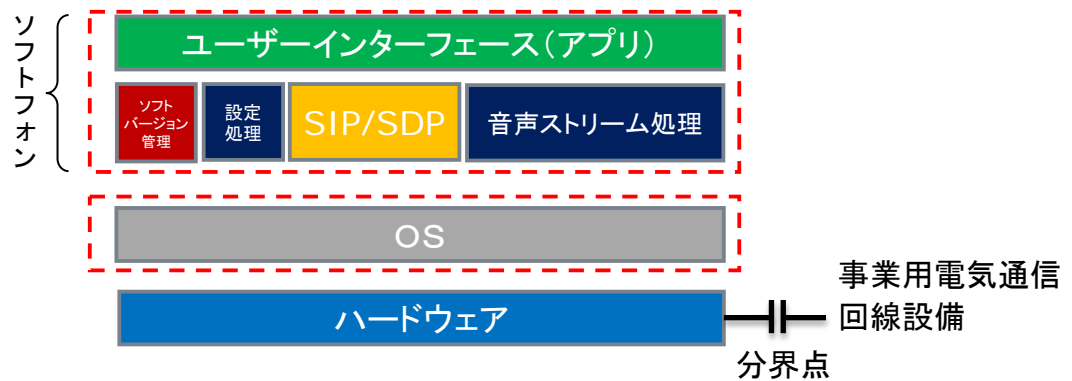 ソフトフォン
ユーザーインターフェース(アプリ)
ソフト
バージョン
管理
設定
処理
SIP/SDP
音声ストリーム処理
OS
ハードウェア
事業用電気通信
回線設備
分界点